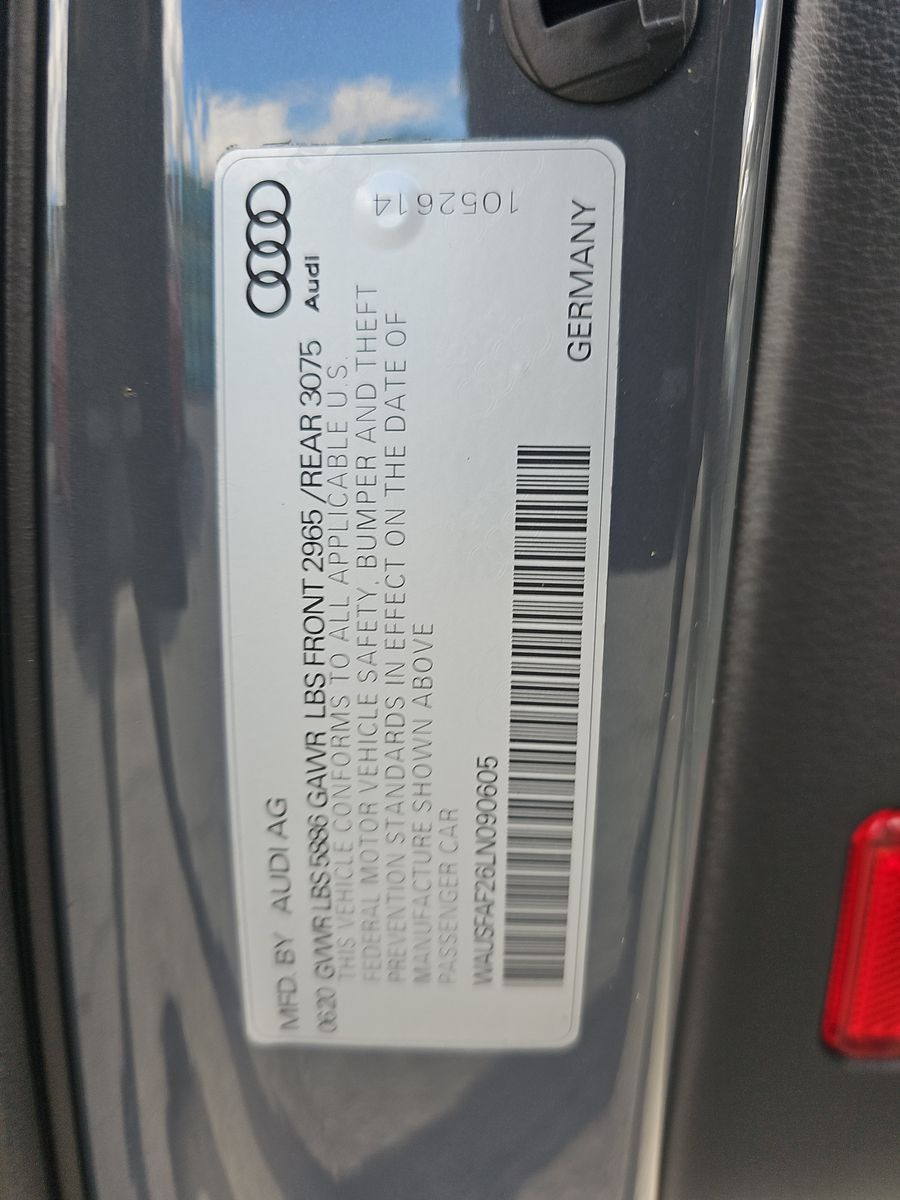 MFD. BY AUDI AG
0620 GVWR LBS 5886 GAWR LBS FRONT 2965 / REAR 3075
Audi
THIS VEHICLE CONFORMS TO ALL APPLICABLE U.S.
FEDERAL MOTOR VEHICLE SAFETY, BUMPER AND THEFT
PREVENTION STANDARDS IN EFFECT ON THE DATE OF
MANUFACTURE SHOWN ABOVE
PASSENGER CAR
WAUSFAF26LN090605
1052614
GERMANY